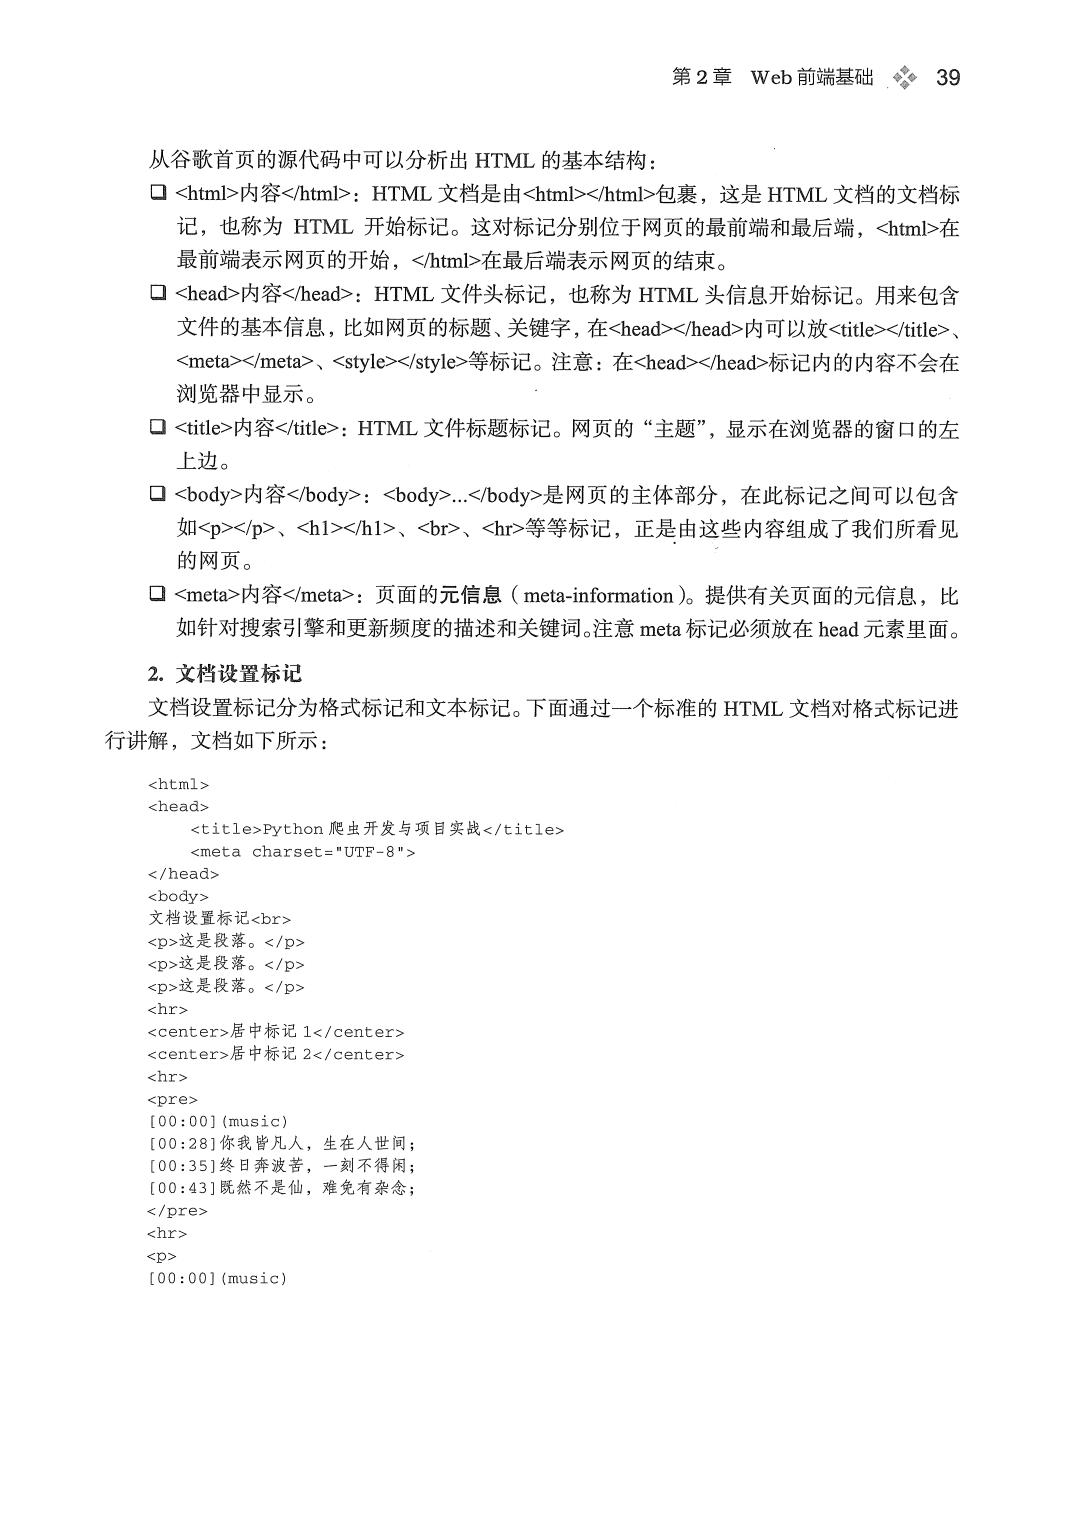 第 2 章　Web 前端基础　39
从谷歌首页的源代码中可以分析出 HTML 的基本结构：
❑ <html>内容</html>：HTML 文档是由<html></html>包裹，这是 HTML 文档的文档标
记，也称为 HTML 开始标记。这对标记分别位于网页的最前端和最后端，<html>在
最前端表示网页的开始，</html>在最后端表示网页的结束。
❑ <head>内容</head>：HTML 文件头标记，也称为 HTML 头信息开始标记。用来包含
文件的基本信息，比如网页的标题、关键字，在<head></head>内可以放<title></title>、
<meta></meta>、<style></style>等标记。注意：在<head></head>标记内的内容不会在
浏览器中显示。
❑ <title>内容</title>：HTML 文件标题标记。网页的“主题”，显示在浏览器的窗口的左
上边。
❑ <body>内容</body>：<body>...</body>是网页的主体部分，在此标记之间可以包含
如<p></p>、<h1></h1>、<br>、<hr>等等标记，正是由这些内容组成了我们所看见
的网页。
❑ <meta>内容</meta>：页面的元信息（meta-information）。提供有关页面的元信息，比
如针对搜索引擎和更新频度的描述和关键词。注意 meta 标记必须放在 head 元素里面。
2. 文档设置标记
文档设置标记分为格式标记和文本标记。下面通过一个标准的 HTML 文档对格式标记进
行讲解，文档如下所示：
<html>
<head>
    <title>Python 爬虫开发与项目实战</title>
    <meta charset="UTF-8">
</head>
<body>
文档设置标记<br>
<p>这是段落。</p>
<p>这是段落。</p>
<p>这是段落。</p>
<hr>
<center>居中标记 1</center>
<center>居中标记 2</center>
<hr>
<pre>
[00:00](music)
[00:28]你我皆凡人，生在人世间；
[00:35]终日奔波苦，一刻不得闲；
[00:43]既然不是仙，难免有杂念；
</pre>
<hr>
<p>
[00:00](music)